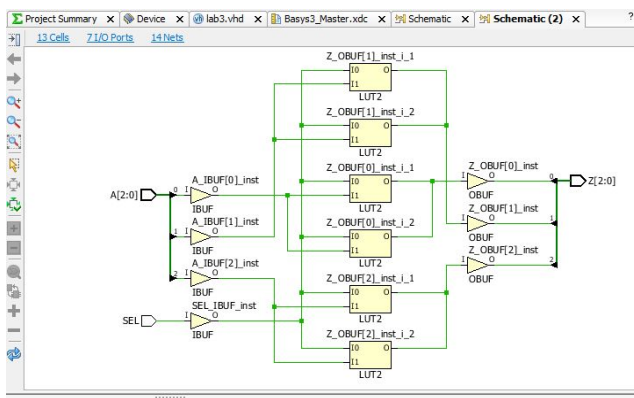 Project Summary x Device x lab3.vhd x Basys3_Master.xdc x Schematic x Schematic (2) x ?
13 Cells 7 I/O Ports 14 Nets
Z_OBUF[1]_inst_i_1
I0 O
I1
LUT2
Z_OBUF[1]_inst_i_2
I0 O
I1
LUT2
Z_OBUF[0]_inst_i_1
I0 O
I1
LUT2
Z_OBUF[0]_inst_i_2
I0 O
I1
LUT2
Z_OBUF[2]_inst_i_1
I0 O
I1
LUT2
Z_OBUF[2]_inst_i_2
I0 O
I1
LUT2
A[2:0]
0 I A_IBUF[0]_inst O
IBUF
1 I A_IBUF[1]_inst O
IBUF
2 I A_IBUF[2]_inst O
IBUF
SEL
I SEL_IBUF_inst O
IBUF
Z_OBUF[0]_inst
I O 0
OBUF
Z_OBUF[1]_inst
I O 1
OBUF
Z_OBUF[2]_inst
I O 2
OBUF
Z[2:0]